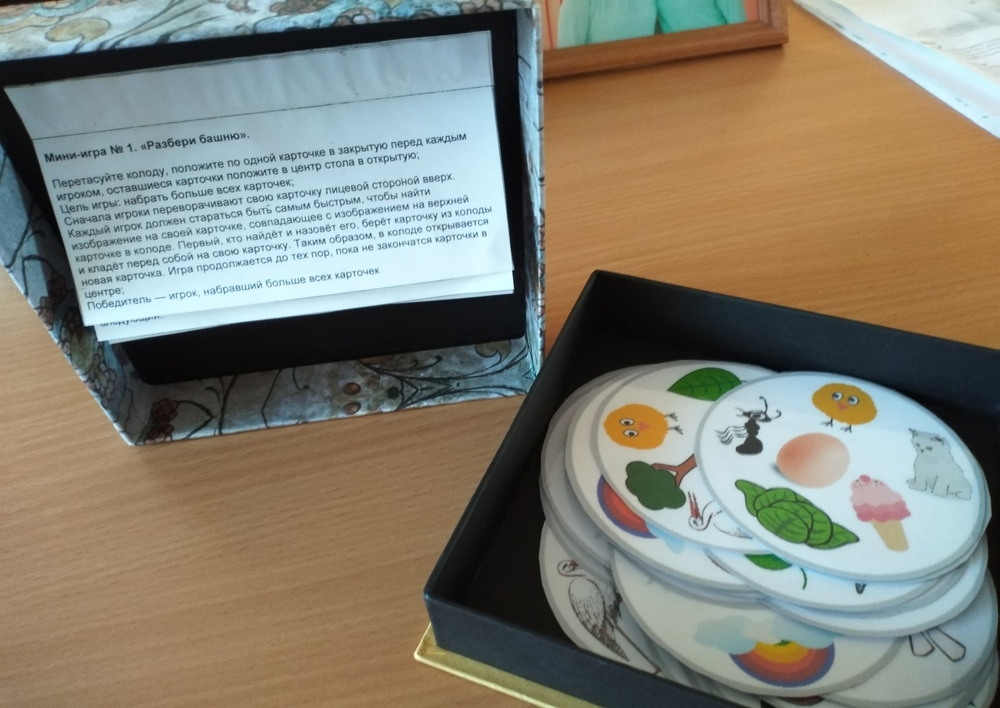 Мини-игра № 1. «Разбери башню».
Перетасуйте колоду, положите по одной карточке в закрытую перед каждым
игроком, оставшиеся карточки положите в центр стола в открытую;
Цель игры: набрать больше всех карточек;
Сначала игроки переворачивают свою карточку лицевой стороной вверх.
Каждый игрок должен стараться быть самым быстрым, чтобы найти
изображение на своей карточке, совпадающее с изображением на верхней
карточке в колоде. Первый, кто найдёт и назовёт его, берёт карточку из колоды
и кладёт перед собой на свою карточку. Таким образом, в колоде открывается
новая карточка. Игра продолжается до тех пор, пока не закончатся карточки в
центре;
Победитель — игрок, набравший больше всех карточек